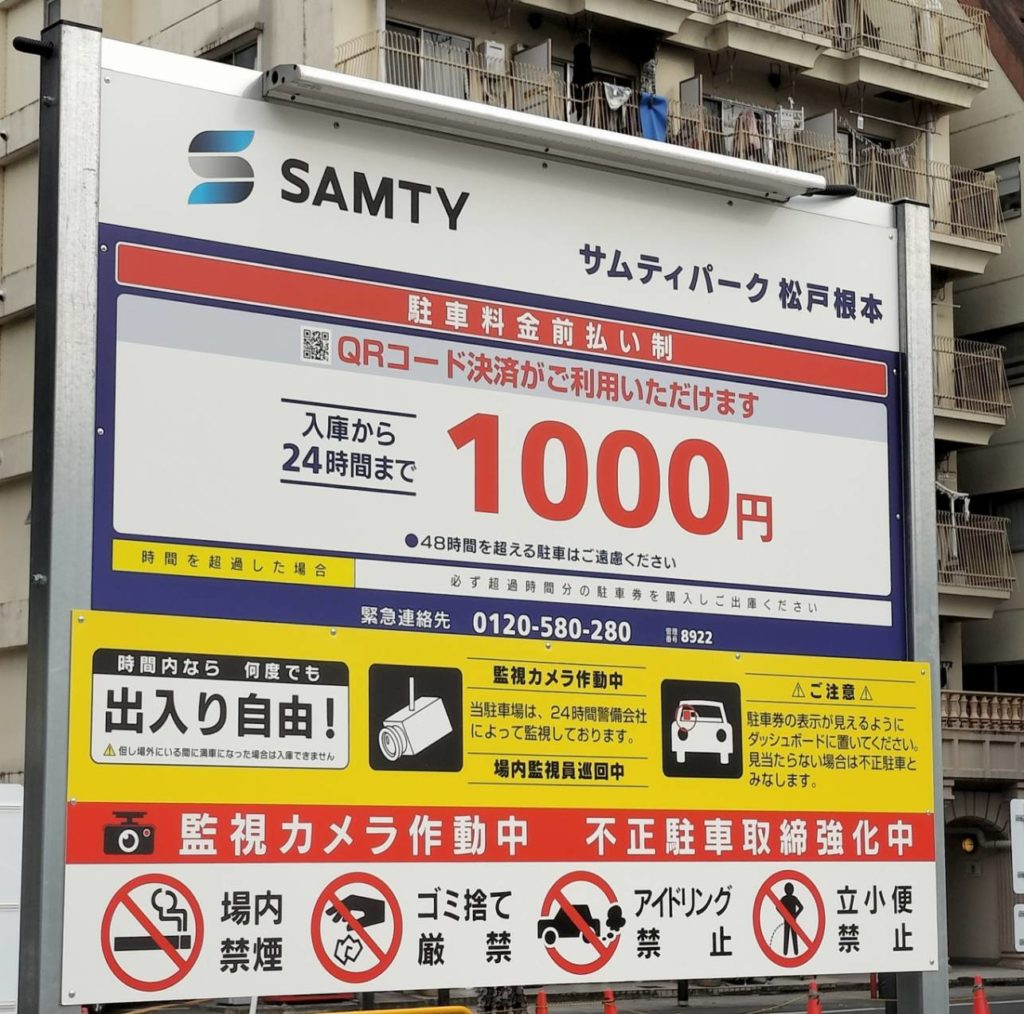 SAMTY
サムティパーク 松戸根本
駐車料金前払い制
QRコード決済がご利用いただけます
入庫から
24時間まで
1000円
●48時間を超える駐車はご遠慮ください
時間を超過した場合
必ず超過時間分の駐車券を購入しご出庫ください
緊急連絡先 0120-580-280 管理番号 8922
時間内なら 何度でも
出入り自由!
⚠但し場外にいる間に満車になった場合は入庫できません
監視カメラ作動中
当駐車場は、24時間警備会社
によって監視しております。
場内監視員巡回中
⚠ご注意⚠
駐車券の表示が見えるように
ダッシュボードに置いてください。
見当たらない場合は不正駐車と
みなします。
監視カメラ作動中 不正駐車取締強化中
場内
禁煙
ゴミ捨て
厳禁
アイドリング
禁止
立小便
禁止